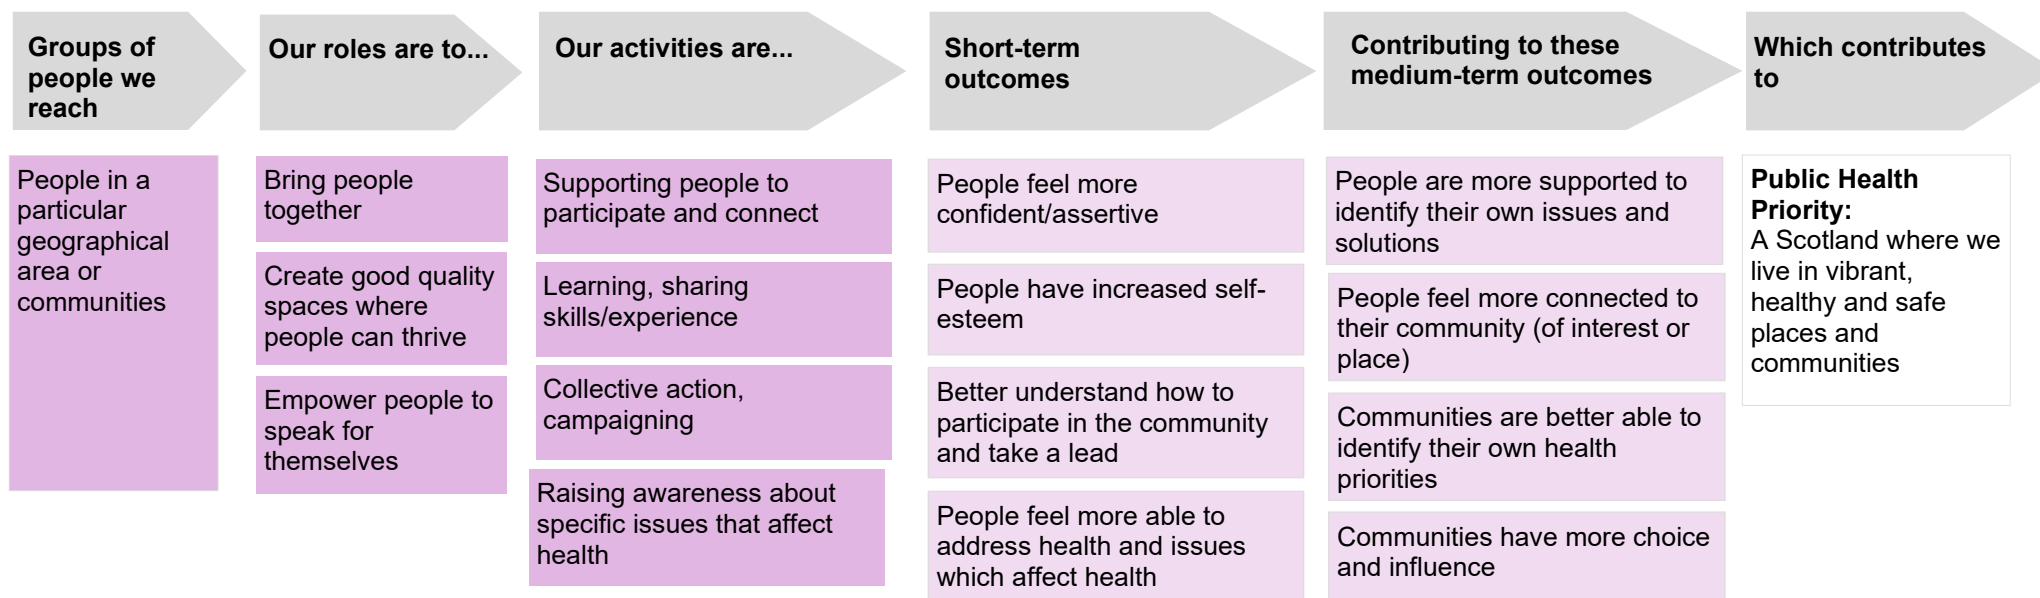 Groups of
people we
reach
Our roles are to...
Our activities are...
Short-term
outcomes
Contributing to these
medium-term outcomes
Which contributes
to
People in a
particular
geographical
area or
communities
Bring people
together
Create good quality
spaces where
people can thrive
Empower people to
speak for
themselves
Supporting people to
participate and connect
Learning, sharing
skills/experience
Collective action,
campaigning
Raising awareness about
specific issues that affect
health
People feel more
confident/assertive
People have increased self-
esteem
Better understand how to
participate in the community
and take a lead
People feel more able to
address health and issues
which affect health
People are more supported to
identify their own issues and
solutions
People feel more connected to
their community (of interest or
place)
Communities are better able to
identify their own health
priorities
Communities have more choice
and influence
Public Health
Priority:
A Scotland where we
live in vibrant,
healthy and safe
places and
communities